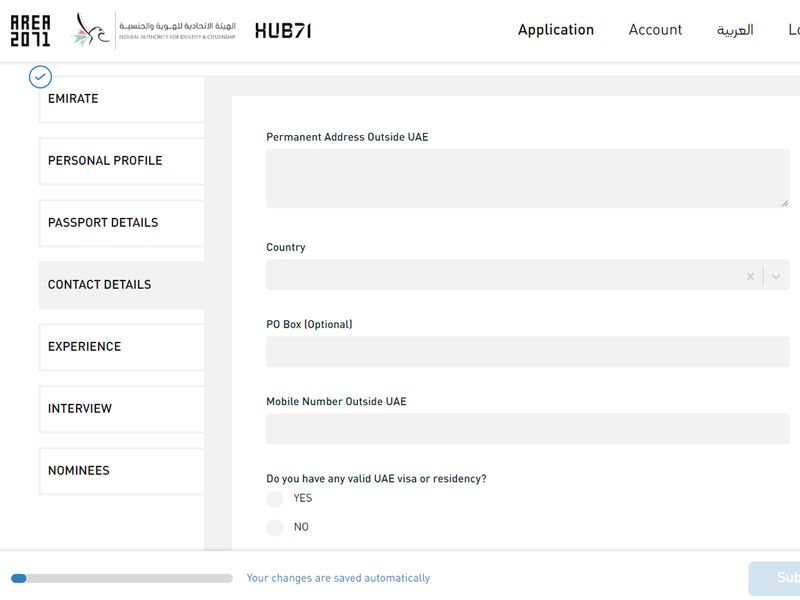 AREA
2071
الهيئة الاتحادية للهوية والجنسية
FEDERAL AUTHORITY FOR IDENTITY & CITIZENSHIP
HUB71
Application
Account
العربية
EMIRATE
PERSONAL PROFILE
PASSPORT DETAILS
CONTACT DETAILS
EXPERIENCE
INTERVIEW
NOMINEES
Permanent Address Outside UAE
Country
PO Box (Optional)
Mobile Number Outside UAE
Do you have any valid UAE visa or residency?
YES
NO
Your changes are saved automatically